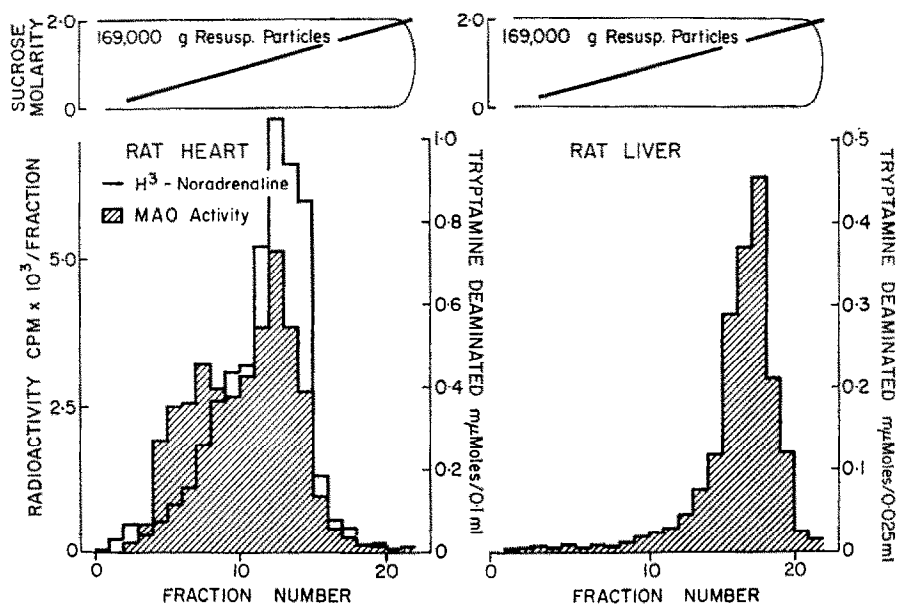 SUCROSE MOLARITY
2.0
0
169,000 g Resusp. Particles
RAT HEART
H³ - Noradrenaline
MAO Activity
RADIOACTIVITY CPM x 10³/FRACTION
5.0
2.5
0
1.0
0.8
0.6
0.4
0.2
0
TRYPTAMINE DEAMINATED mμMoles/0.1 ml
0
10
20
FRACTION NUMBER
2.0
0
169,000 g Resusp. Particles
RAT LIVER
0.5
0.4
0.3
0.2
0.1
0
TRYPTAMINE DEAMINATED mμMoles/0.025 ml
0
10
20
FRACTION NUMBER